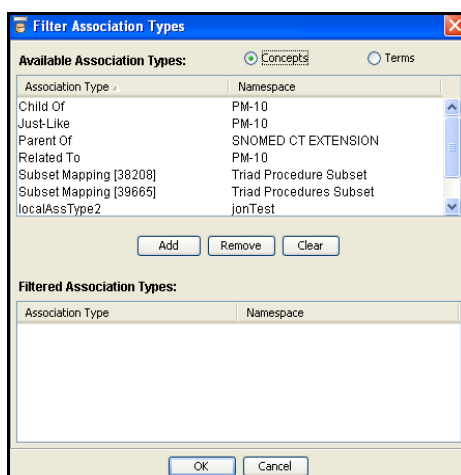 Filter Association Types
Available Association Types: Concepts Terms
Association Type Namespace
Child Of PM-10
Just-Like PM-10
Parent Of SNOMED CT EXTENSION
Related To PM-10
Subset Mapping [38208] Triad Procedure Subset
Subset Mapping [39665] Triad Procedures Subset
localAssType2 jonTest
Add Remove Clear
Filtered Association Types:
Association Type Namespace
OK Cancel